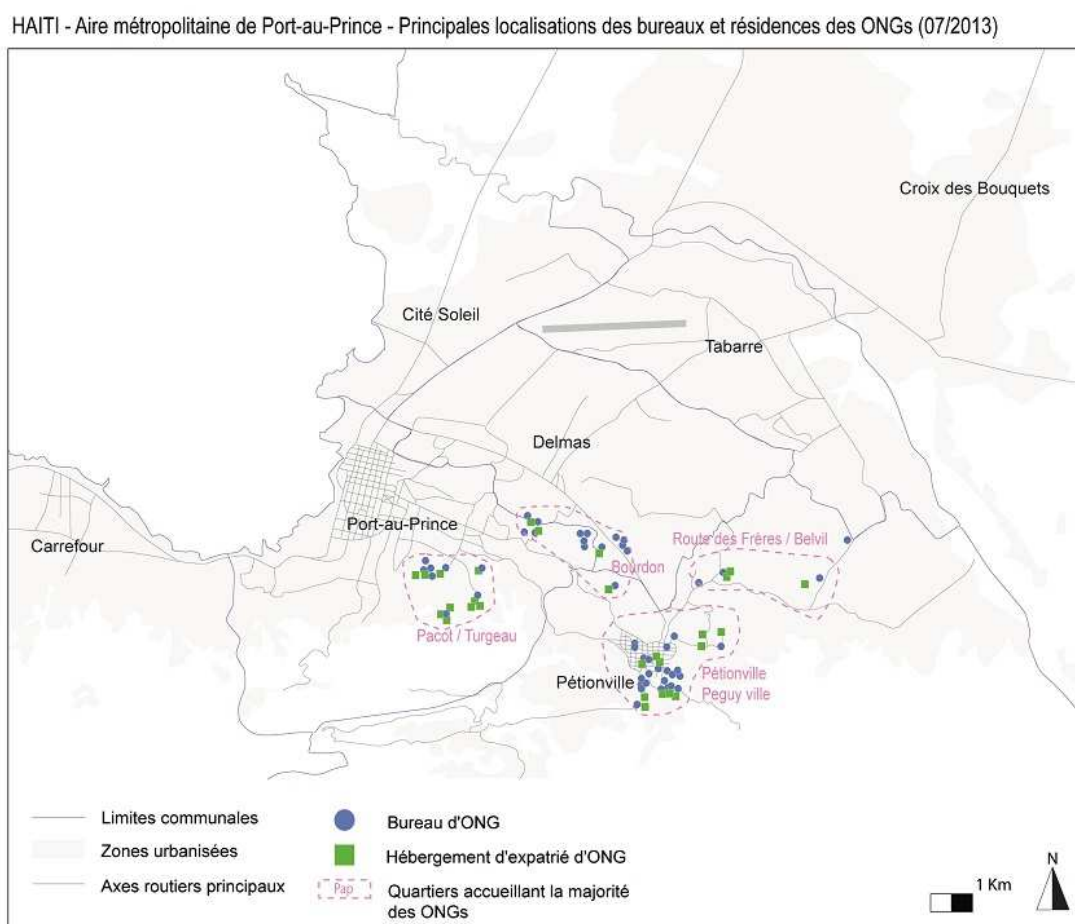 HAITI - Aire métropolitaine de Port-au-Prince - Principales localisations des bureaux et résidences des ONGs (07/2013)
Croix des Bouquets
Cité Soleil
Tabarre
Delmas
Port-au-Prince
Carrefour
Route des Frères / Belvil
Bourdon
Pacot / Turgeau
Pétionville
Pétionville
Peguy ville
Limites communales
Zones urbanisées
Axes routiers principaux
Bureau d'ONG
Hébergement d'expatrié d'ONG
Pap
Quartiers accueillant la majorité
des ONGs
1 Km
N